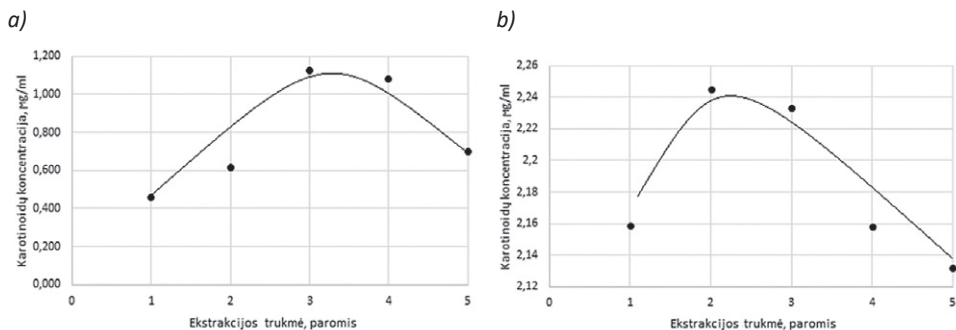 a)
Karotinoidų koncentracija, μg/ml
1,200
1,000
0,800
0,600
0,400
0,200
0,000
0 1 2 3 4 5
Ekstrakcijos trukmė, paromis
b)
Karotinoidų koncentracija, μg/ml
2,26
2,24
2,22
2,2
2,18
2,16
2,14
2,12
0 1 2 3 4 5
Ekstrakcijos trukmė, paromis